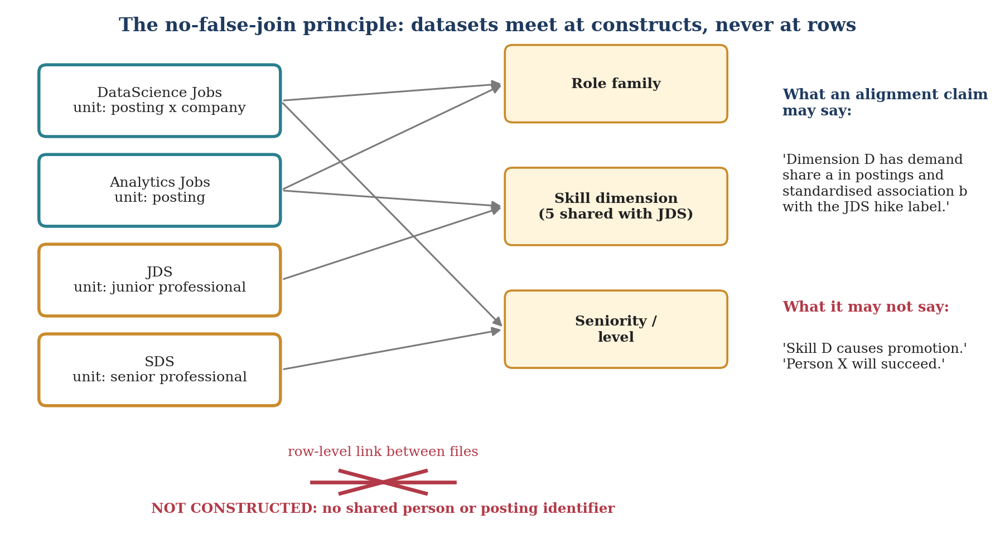 The no-false-join principle: datasets meet at constructs, never at rows
DataScience Jobs
unit: posting x company
Analytics Jobs
unit: posting
JDS
unit: junior professional
SDS
unit: senior professional
Role family
Skill dimension
(5 shared with JDS)
Seniority /
level
What an alignment claim
may say:
'Dimension D has demand
share a in postings and
standardised association b
with the JDS hike label.'
What it may not say:
'Skill D causes promotion.'
'Person X will succeed.'
row-level link between files
NOT CONSTRUCTED: no shared person or posting identifier